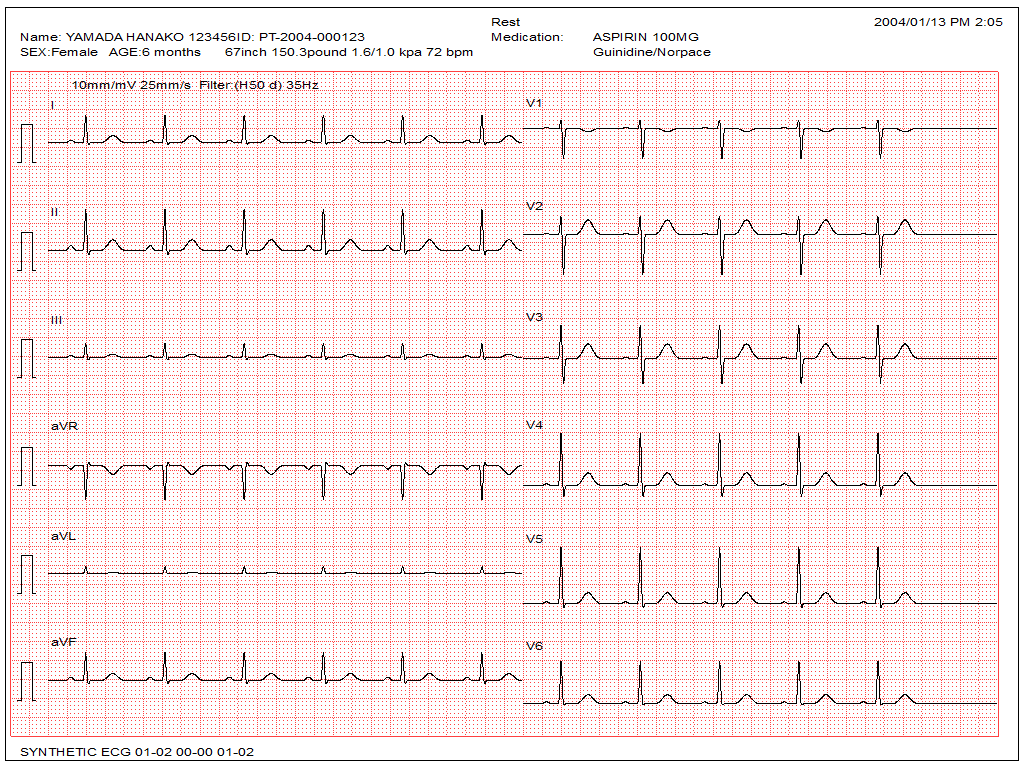 Rest
2004/01/13 PM 2:05
Name: YAMADA HANAKO 123456ID: PT-2004-000123
Medication: ASPIRIN 100MG
SEX:Female AGE:6 months 67inch 150.3pound 1.6/1.0 kpa 72 bpm
Guinidine/Norpace
10mm/mV 25mm/s Filter:(H50 d) 35Hz
I
V1
II
V2
III
V3
aVR
V4
aVL
V5
aVF
V6
SYNTHETIC ECG 01-02 00-00 01-02